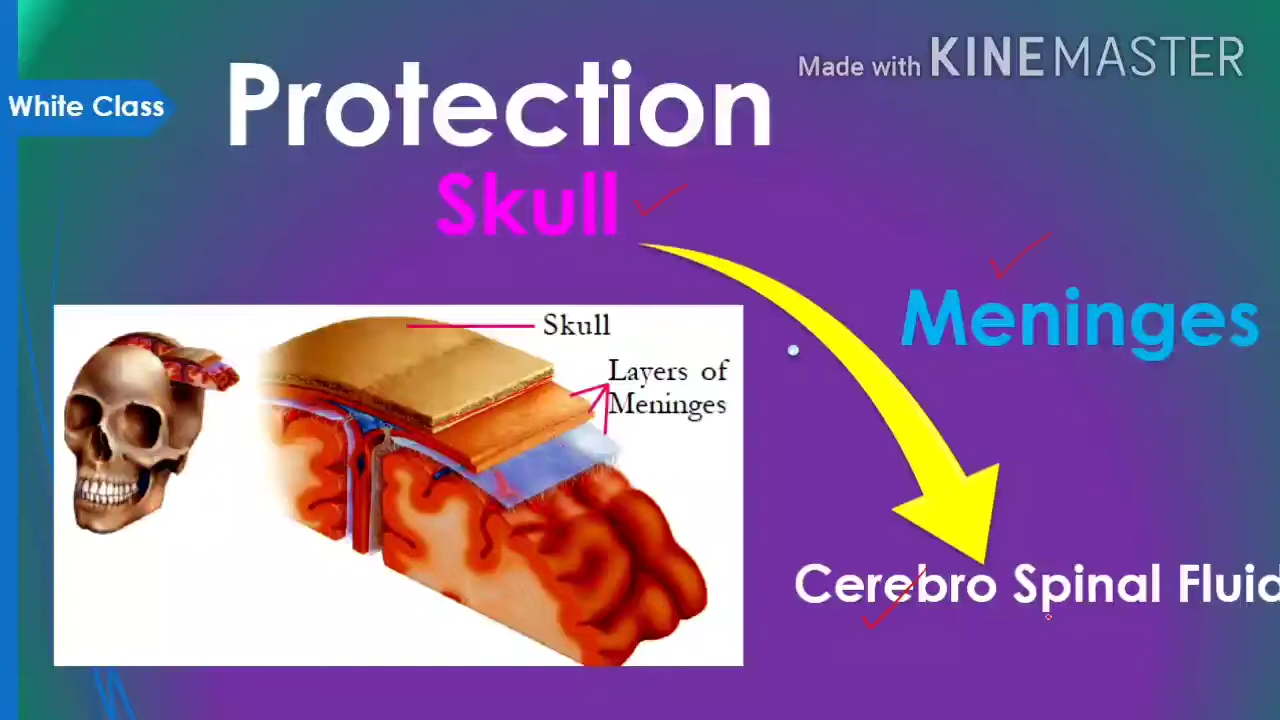 Made with KINEMASTER
White Class
Protection
Skull
Meninges
Skull
Layers of
Meninges
Cerebro Spinal Fluid